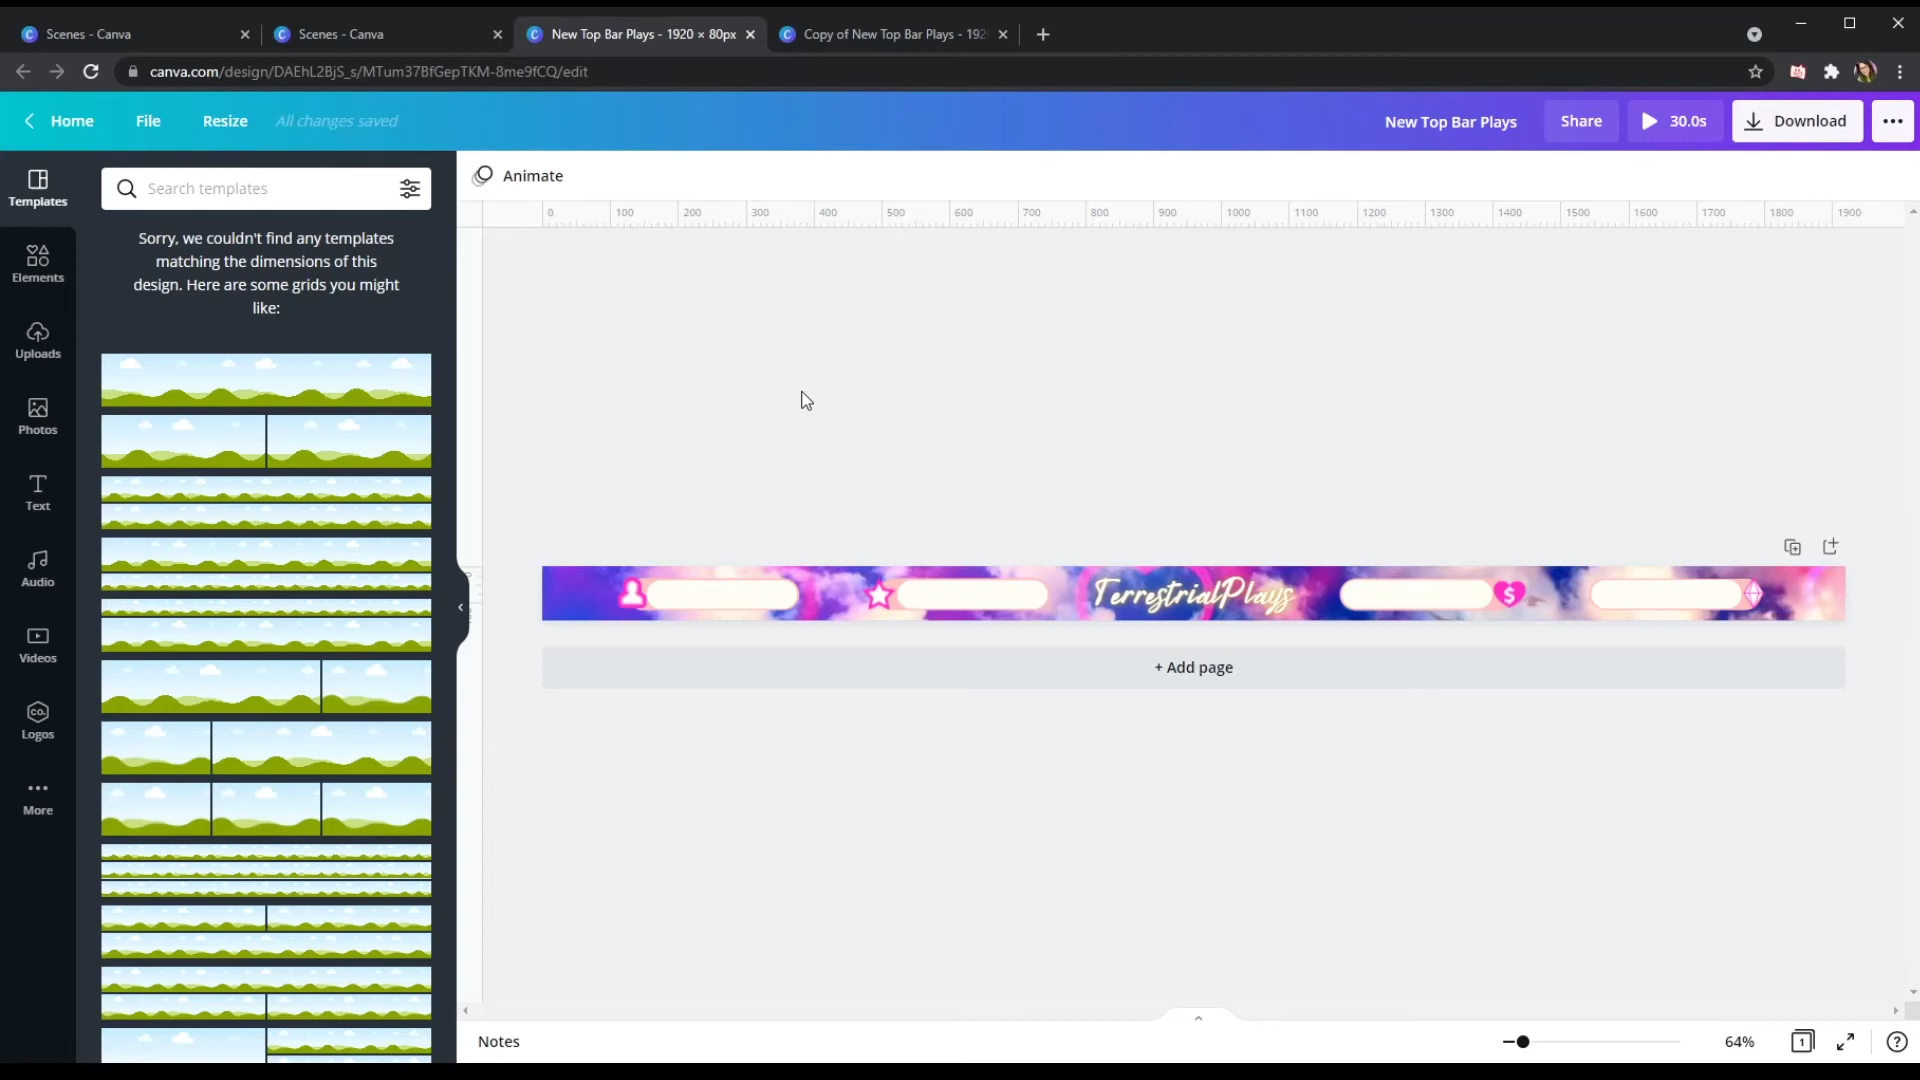 Scenes - Canva
Scenes - Canva
New Top Bar Plays - 1920 × 80px
Copy of New Top Bar Plays - 192
canva.com/design/DAEhL2BjS_s/MTum37BfGepTKM-8me9fCQ/edit
Home
File
Resize
All changes saved
New Top Bar Plays
Share
30.0s
Download
Templates
Elements
Uploads
Photos
Text
Audio
Videos
CO.
Logos
More
Search templates
Sorry, we couldn't find any templates
matching the dimensions of this
design. Here are some grids you might
like:
Animate
0 100 200 300 400 500 600 700 800 900 1000 1100 1200 1300 1400 1500 1600 1700 1800 1900
TerrestrialPlays
$
+ Add page
Notes
64%
1
?